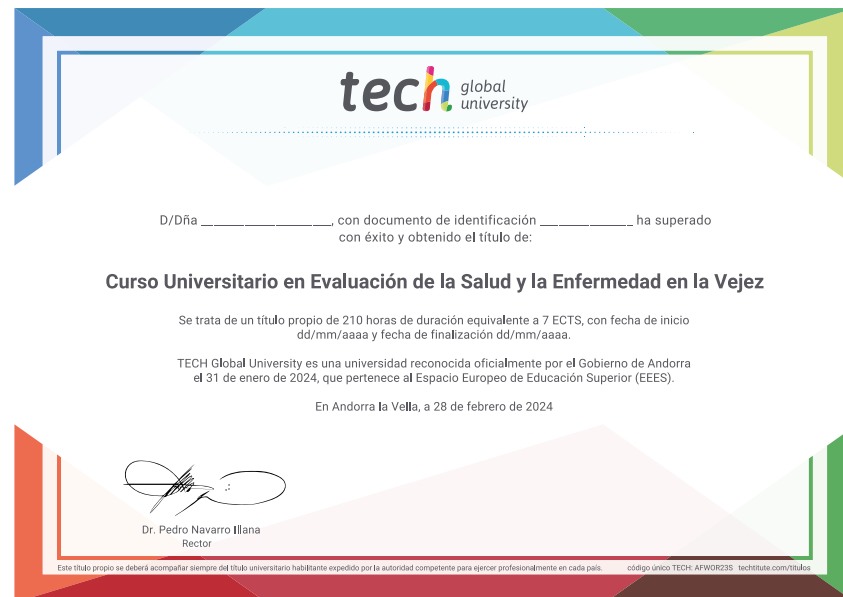 tech global university
D/Dña ____________________, con documento de identificación ______________ ha superado
con éxito y obtenido el título de:
Curso Universitario en Evaluación de la Salud y la Enfermedad en la Vejez
Se trata de un título propio de 210 horas de duración equivalente a 7 ECTS, con fecha de inicio
dd/mm/aaaa y fecha de finalización dd/mm/aaaa.
TECH Global University es una universidad reconocida oficialmente por el Gobierno de Andorra
el 31 de enero de 2024, que pertenece al Espacio Europeo de Educación Superior (EEES).
En Andorra la Vella, a 28 de febrero de 2024
Dr. Pedro Navarro Illana
Rector
Este título propio se deberá acompañar siempre del título universitario habilitante expedido por la autoridad competente para ejercer profesionalmente en cada país. código único TECH: AFWOR23S techtitute.com/titulos